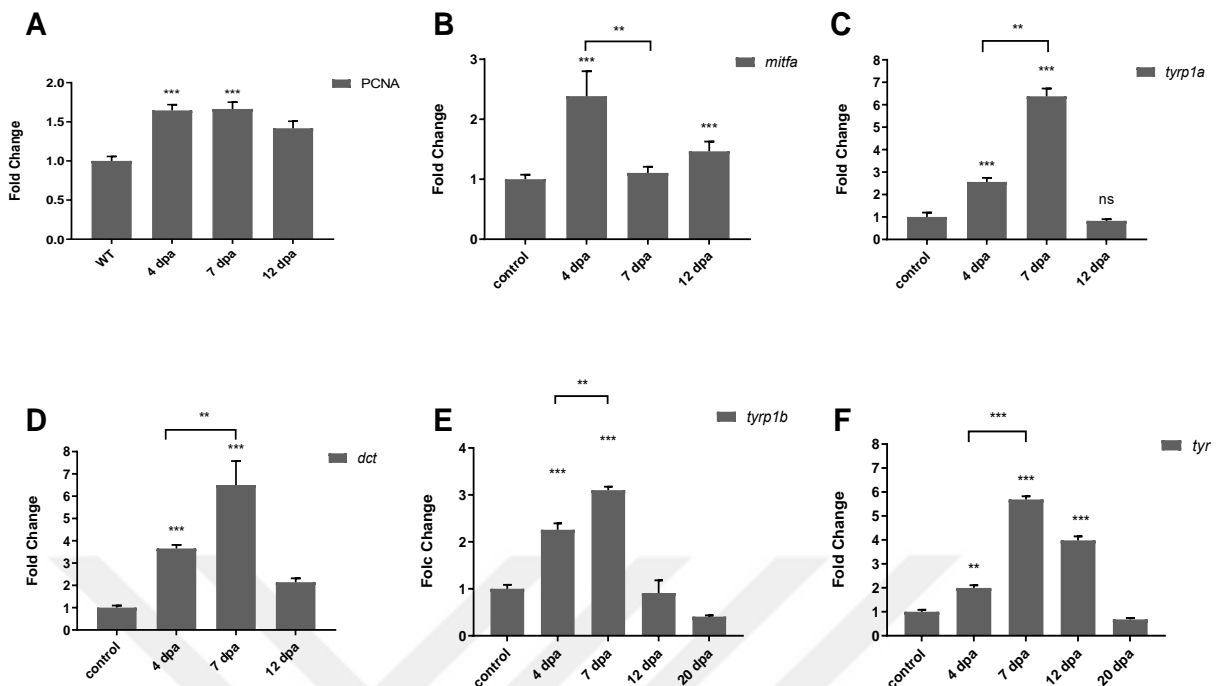 A
PCNA
***
***
2.0
1.5
1.0
0.5
0.0
Fold Change
WT
4 dpa
7 dpa
12 dpa
B
**
mitfa
***
***
3
2
1
0
Fold Change
control
4 dpa
7 dpa
12 dpa
C
**
tyrp1a
***
***
ns
8
7
6
5
4
3
2
1
0
Fold Change
control
4 dpa
7 dpa
12 dpa
D
**
dct
***
***
8
7
6
5
4
3
2
1
0
Fold Change
control
4 dpa
7 dpa
12 dpa
E
**
tyrp1b
***
***
4
3
2
1
0
Folc Change
control
4 dpa
7 dpa
12 dpa
20 dpa
F
***
tyr
**
***
***
8
7
6
5
4
3
2
1
0
Fold Change
control
4 dpa
7 dpa
12 dpa
20 dpa